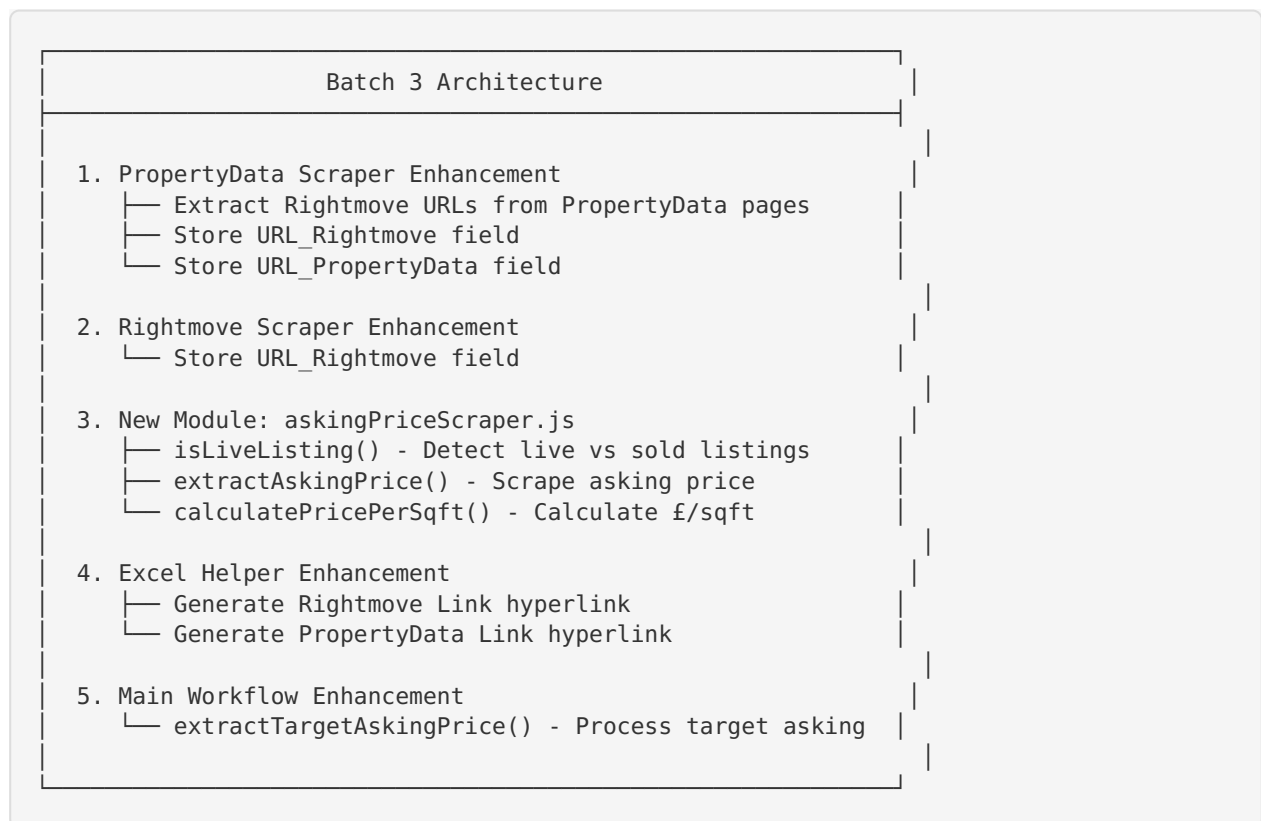 Batch 3 Architecture
1. PropertyData Scraper Enhancement
├── Extract Rightmove URLs from PropertyData pages
├── Store URL_Rightmove field
└── Store URL_PropertyData field
2. Rightmove Scraper Enhancement
└── Store URL_Rightmove field
3. New Module: askingPriceScraper.js
├── isLiveListing() - Detect live vs sold listings
├── extractAskingPrice() - Scrape asking price
└── calculatePricePerSqft() - Calculate £/sqft
4. Excel Helper Enhancement
├── Generate Rightmove Link hyperlink
└── Generate PropertyData Link hyperlink
5. Main Workflow Enhancement
└── extractTargetAskingPrice() - Process target asking